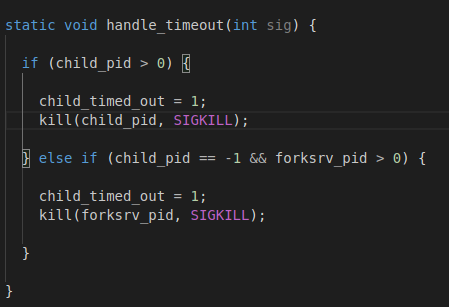 static void handle_timeout(int sig) {
if (child_pid > 0) {
child_timed_out = 1;
kill(child_pid, SIGKILL);
} else if (child_pid == -1 && forksrv_pid > 0) {
child_timed_out = 1;
kill(forksrv_pid, SIGKILL);
}
}